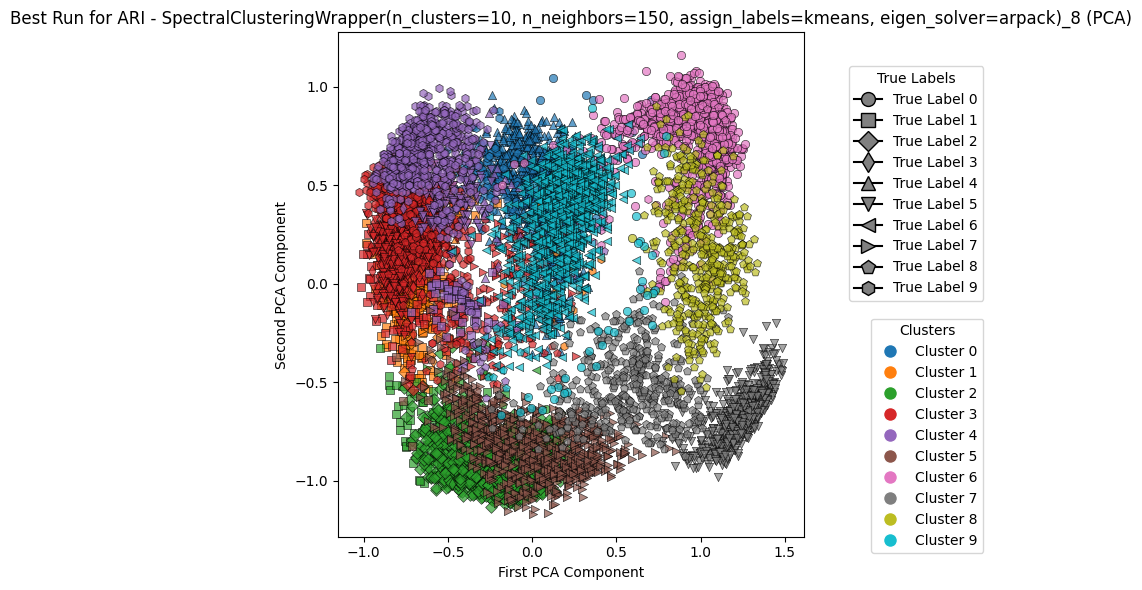 Best Run for ARI - SpectralClusteringWrapper(n_clusters=10, n_neighbors=150, assign_labels=kmeans, eigen_solver=arpack)_8 (PCA)
Second PCA Component
1.0
0.5
0.0
−0.5
−1.0
−1.0
−0.5
0.0
0.5
1.0
1.5
First PCA Component
True Labels
True Label 0
True Label 1
True Label 2
True Label 3
True Label 4
True Label 5
True Label 6
True Label 7
True Label 8
True Label 9
Clusters
Cluster 0
Cluster 1
Cluster 2
Cluster 3
Cluster 4
Cluster 5
Cluster 6
Cluster 7
Cluster 8
Cluster 9